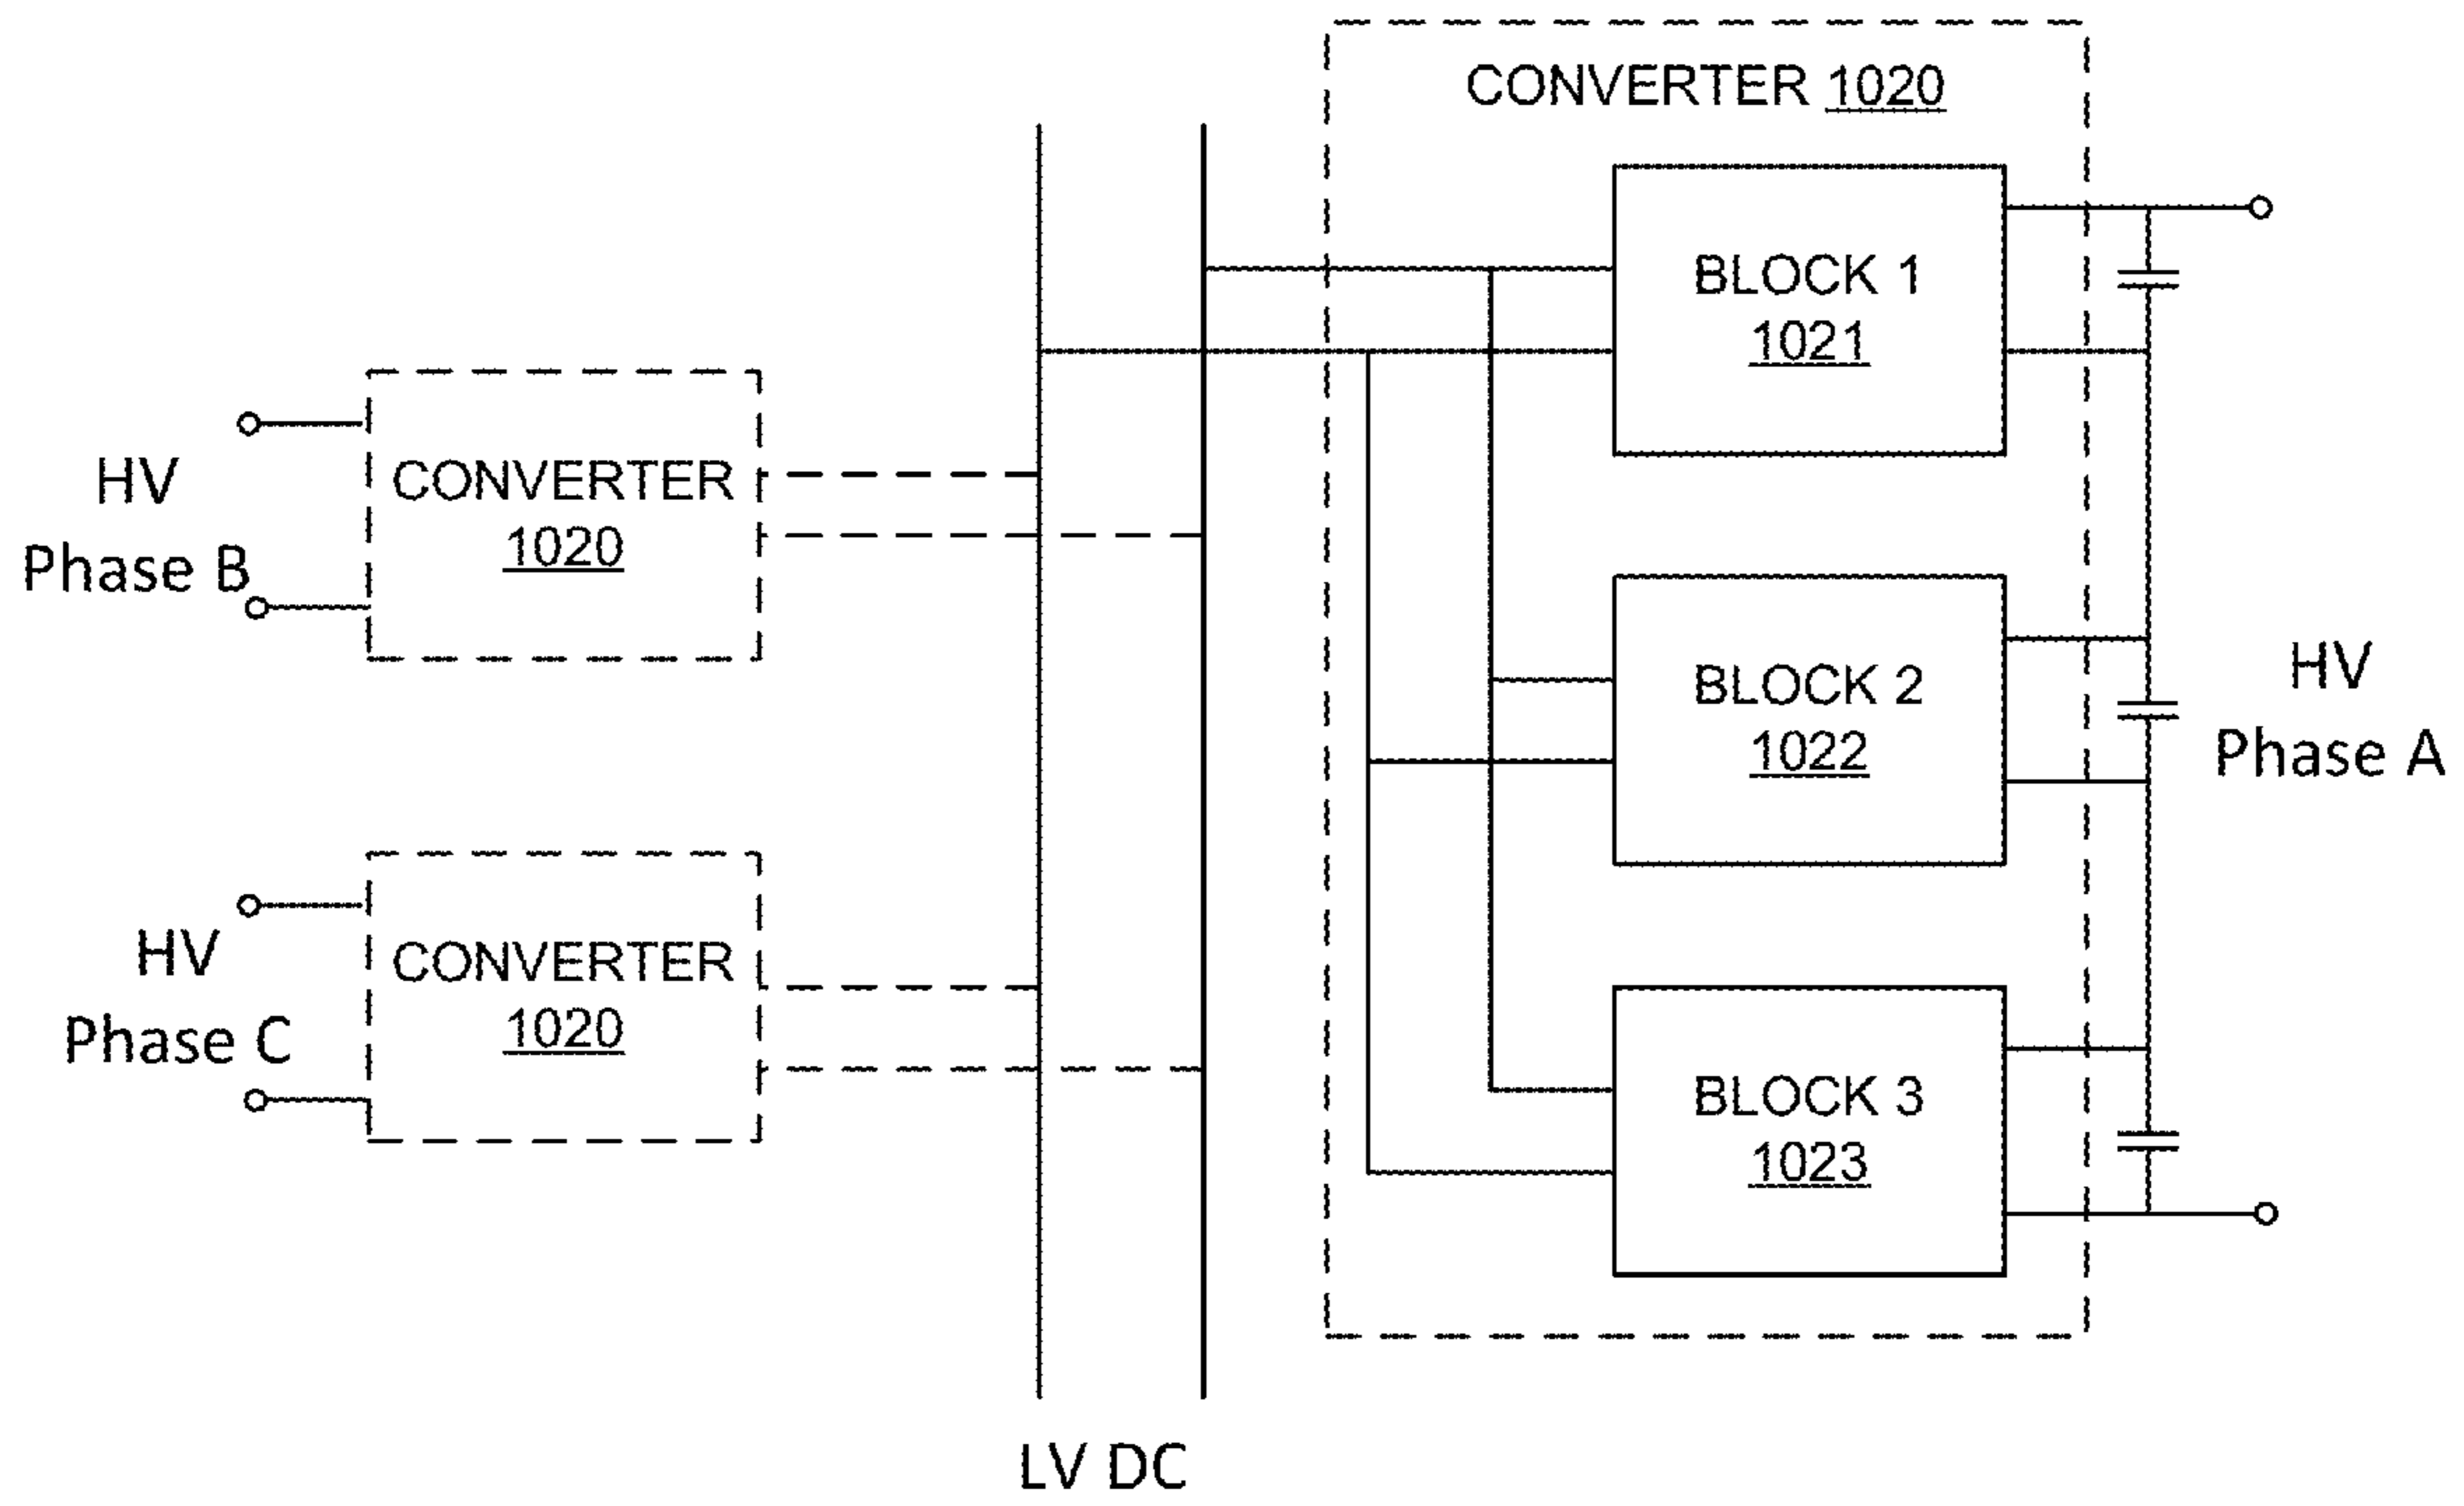 CONVERTER 1020
BLOCK 1
1021
HV
Phase B
CONVERTER
1020
BLOCK 2
1022
HV
Phase A
HV
Phase C
CONVERTER
1020
BLOCK 3
1023
LV DC